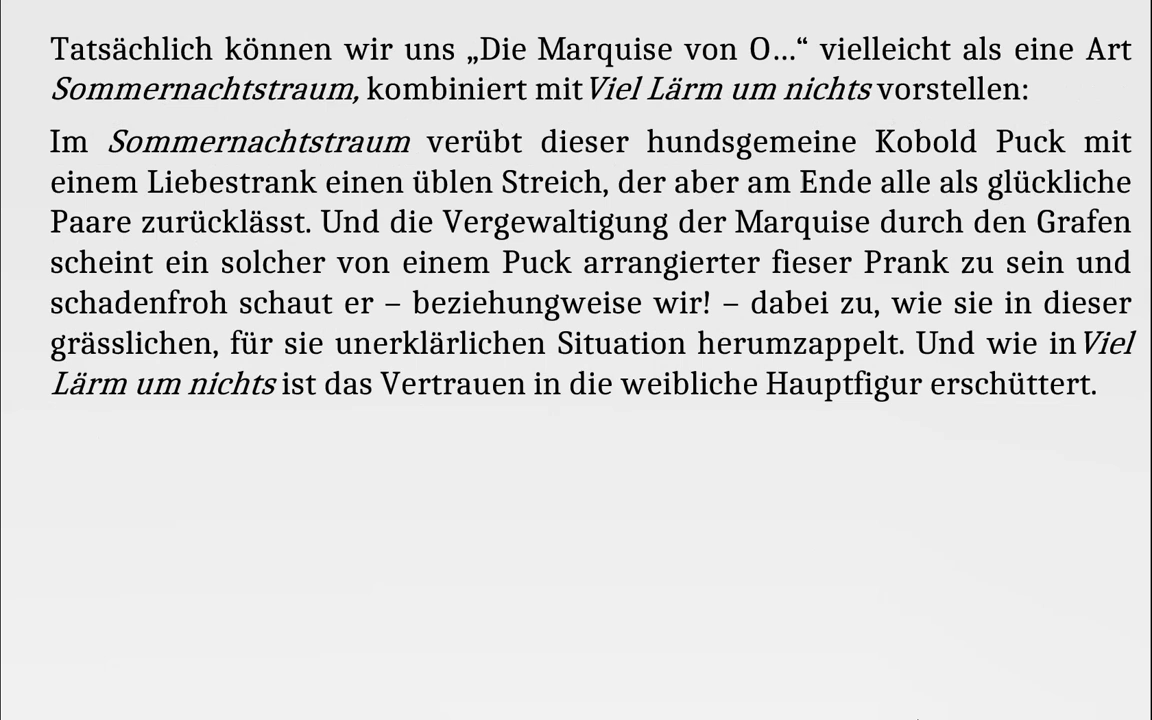 Tatsächlich können wir uns „Die Marquise von O…“ vielleicht als eine Art
Sommernachtstraum, kombiniert mit Viel Lärm um nichts vorstellen:
Im Sommernachtstraum verübt dieser hundsgemeine Kobold Puck mit
einem Liebestrank einen üblen Streich, der aber am Ende alle als glückliche
Paare zurücklässt. Und die Vergewaltigung der Marquise durch den Grafen
scheint ein solcher von einem Puck arrangierter fieser Prank zu sein und
schadenfroh schaut er – beziehungweise wir! – dabei zu, wie sie in dieser
grässlichen, für sie unerklärlichen Situation herumzappelt. Und wie in Viel
Lärm um nichts ist das Vertrauen in die weibliche Hauptfigur erschüttert.